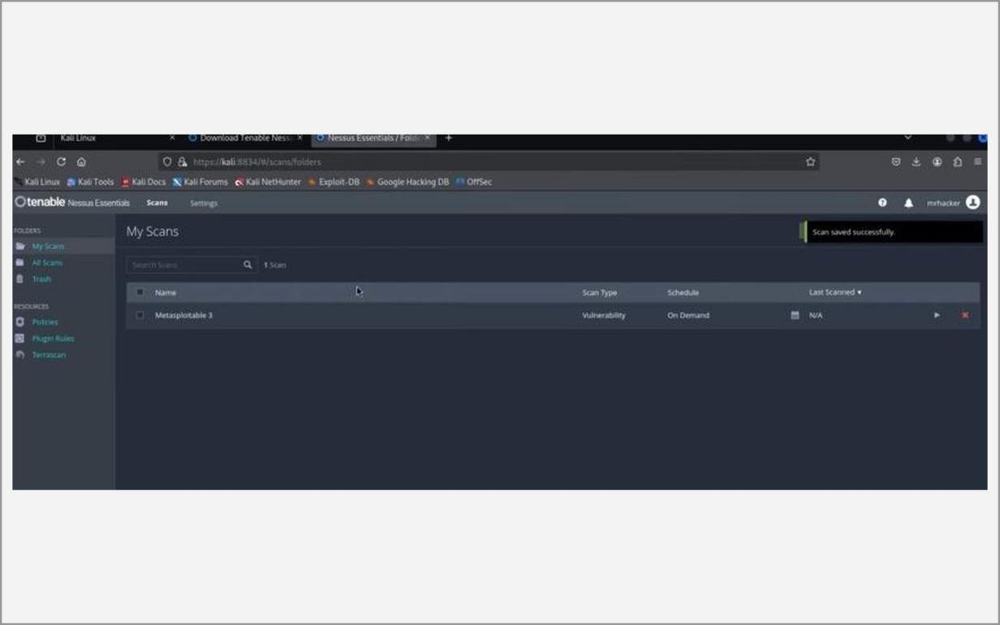 Kali Linux
Download Tenable Ness
Nessus Essentials / Fold
https://kali:8834/#/scans/folders
Kali Linux Kali Tools Kali Docs Kali Forums Kali NetHunter Exploit-DB Google Hacking DB OffSec
tenable Nessus Essentials Scans Settings mrhacker
FOLDERS
My Scans
All Scans
Trash
RESOURCES
Policies
Plugin Rules
Terrascan
My Scans
Scan saved successfully.
Search Scans 1 Scan
Name Scan Type Schedule Last Scanned
Metasploitable 3 Vulnerability On Demand N/A